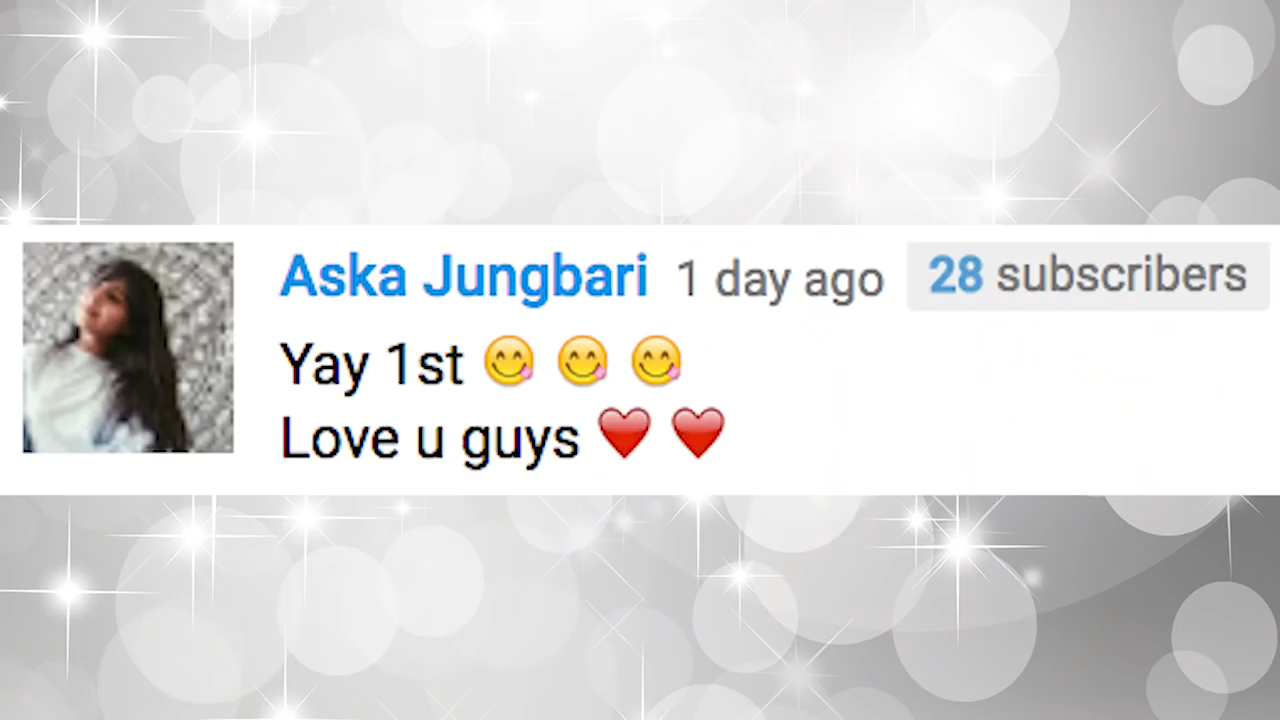 Aska Jungbari 1 day ago 28 subscribers
Yay 1st 😋 😋 😋
Love u guys ❤️ ❤️